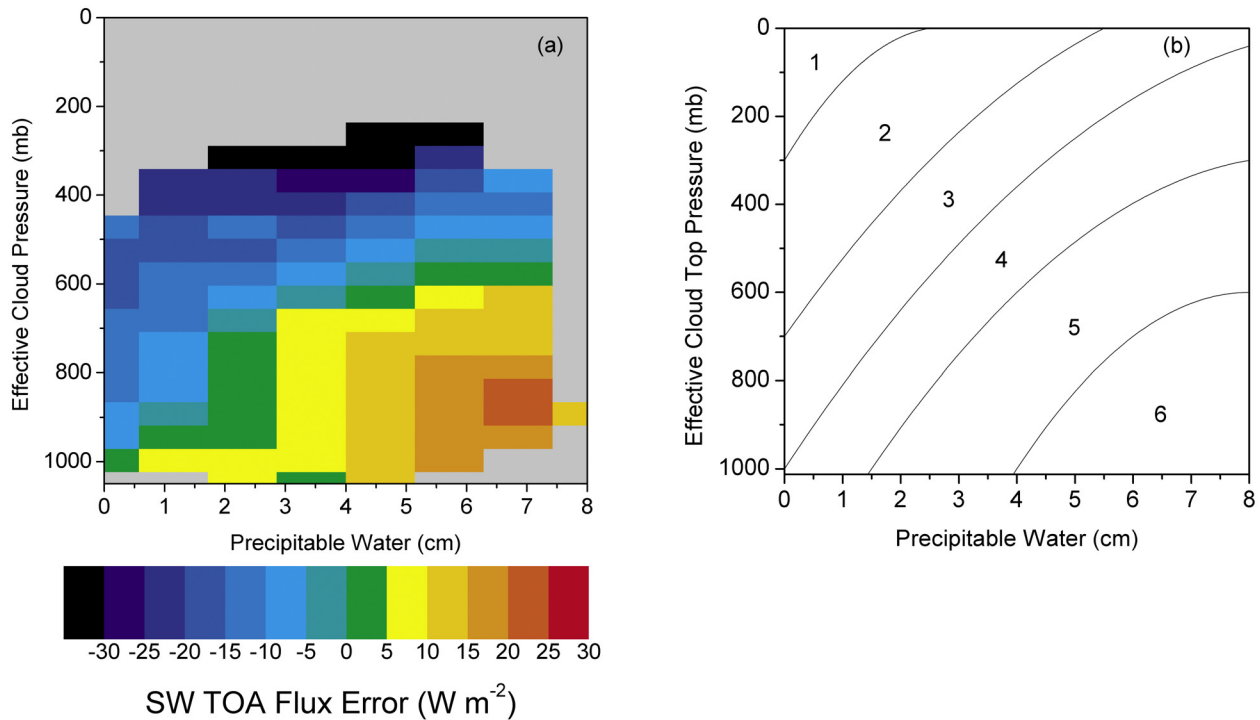 (a)
0
200
400
600
800
1000
Effective Cloud Pressure (mb)
0 1 2 3 4 5 6 7 8
Precipitable Water (cm)
-30 -25 -20 -15 -10 -5 0 5 10 15 20 25 30
SW TOA Flux Error (W m-2)
(b)
0
200
400
600
800
1000
Effective Cloud Top Pressure (mb)
1
2
3
4
5
6
0 1 2 3 4 5 6 7 8
Precipitable Water (cm)